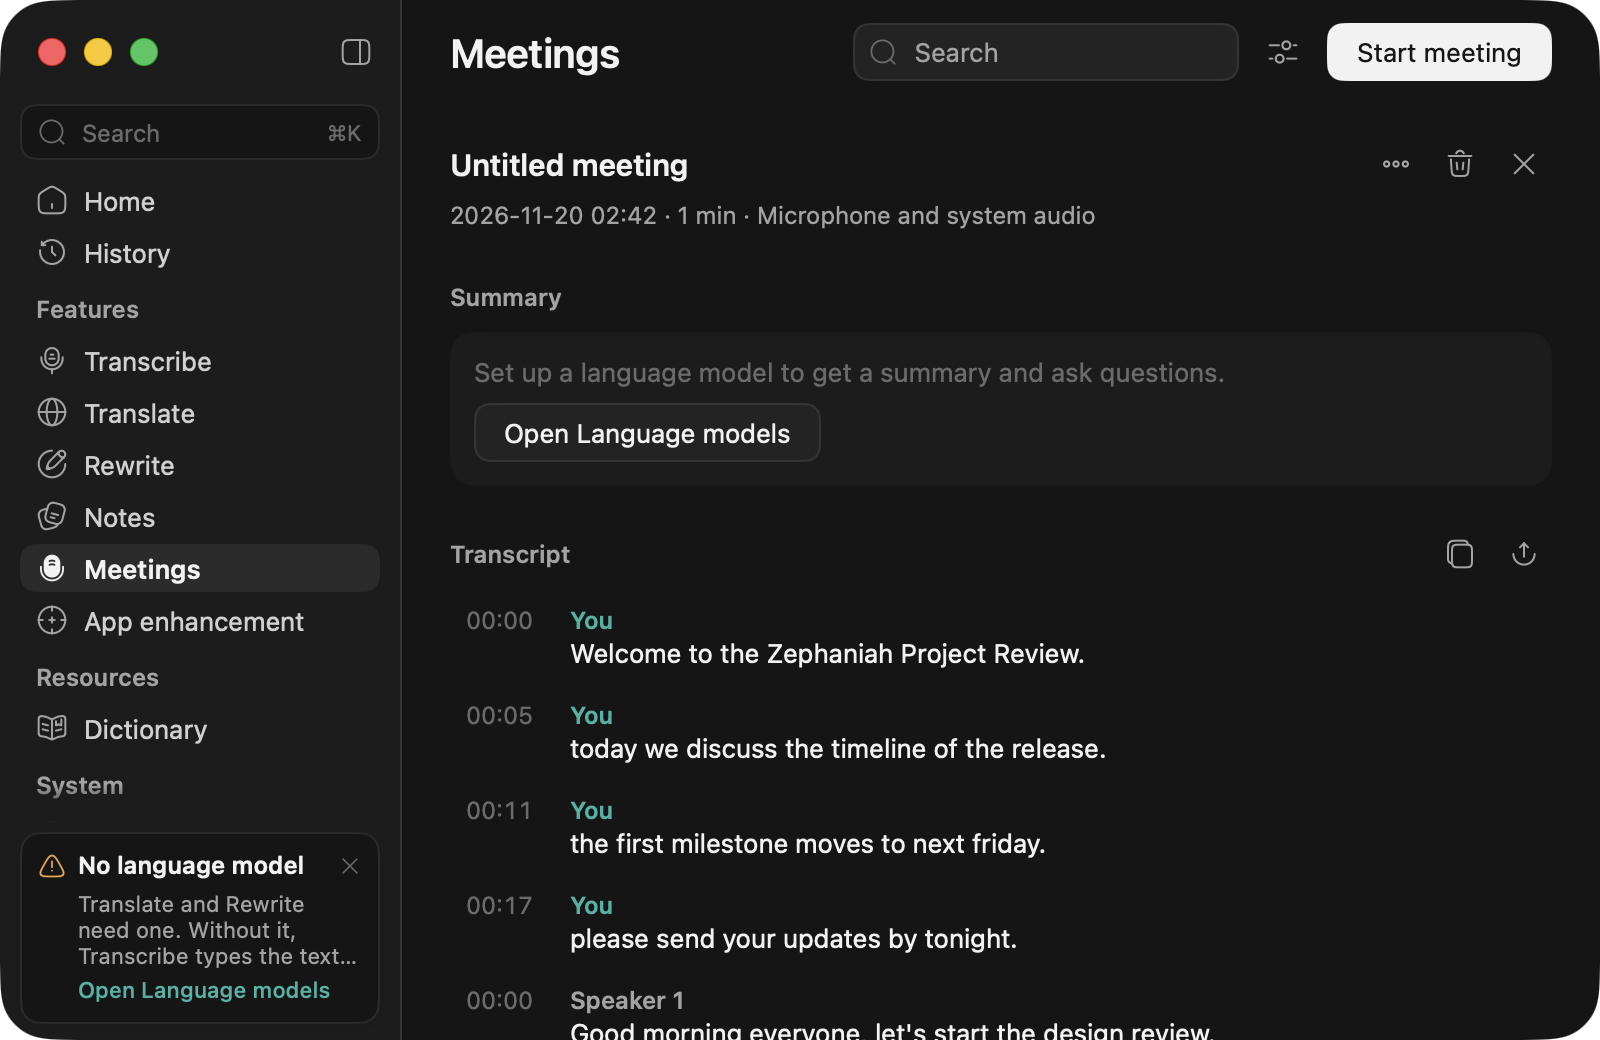 Search ⌘K
Home
History
Features
Transcribe
Translate
Rewrite
Notes
Meetings
App enhancement
Resources
Dictionary
System
No language model
Translate and Rewrite
need one. Without it,
Transcribe types the text...
Open Language models
Meetings
Search
Start meeting
Untitled meeting
2026-11-20 02:42 · 1 min · Microphone and system audio
Summary
Set up a language model to get a summary and ask questions.
Open Language models
Transcript
00:00 You
Welcome to the Zephaniah Project Review.
00:05 You
today we discuss the timeline of the release.
00:11 You
the first milestone moves to next friday.
00:17 You
please send your updates by tonight.
00:00 Speaker 1
Good morning everyone, let's start the design review.